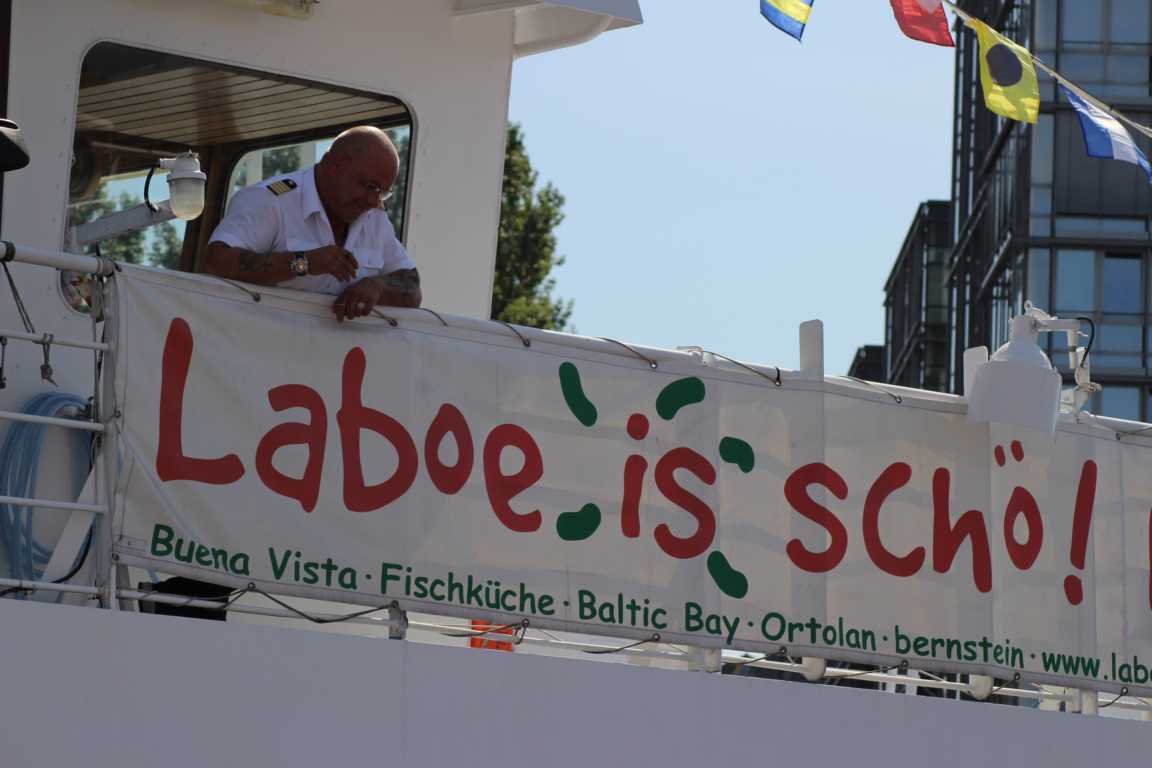 Laboe is schö!
Buena Vista · Fischküche · Baltic Bay · Ortolan · bernstein · www.labo